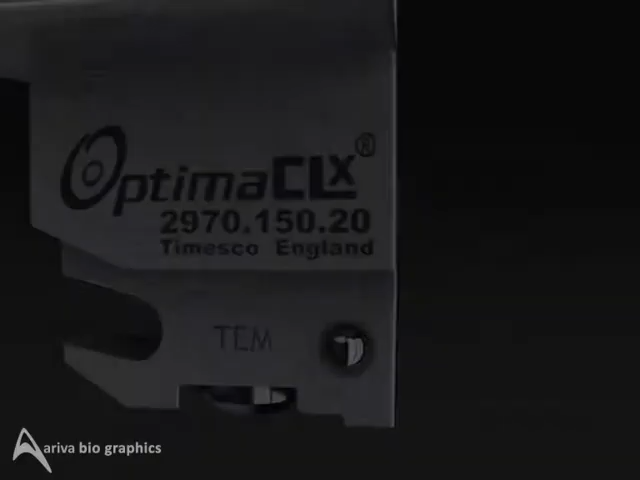 OptimaCLX®
2970.150.20
Timesco England
TEM
ariva bio graphics